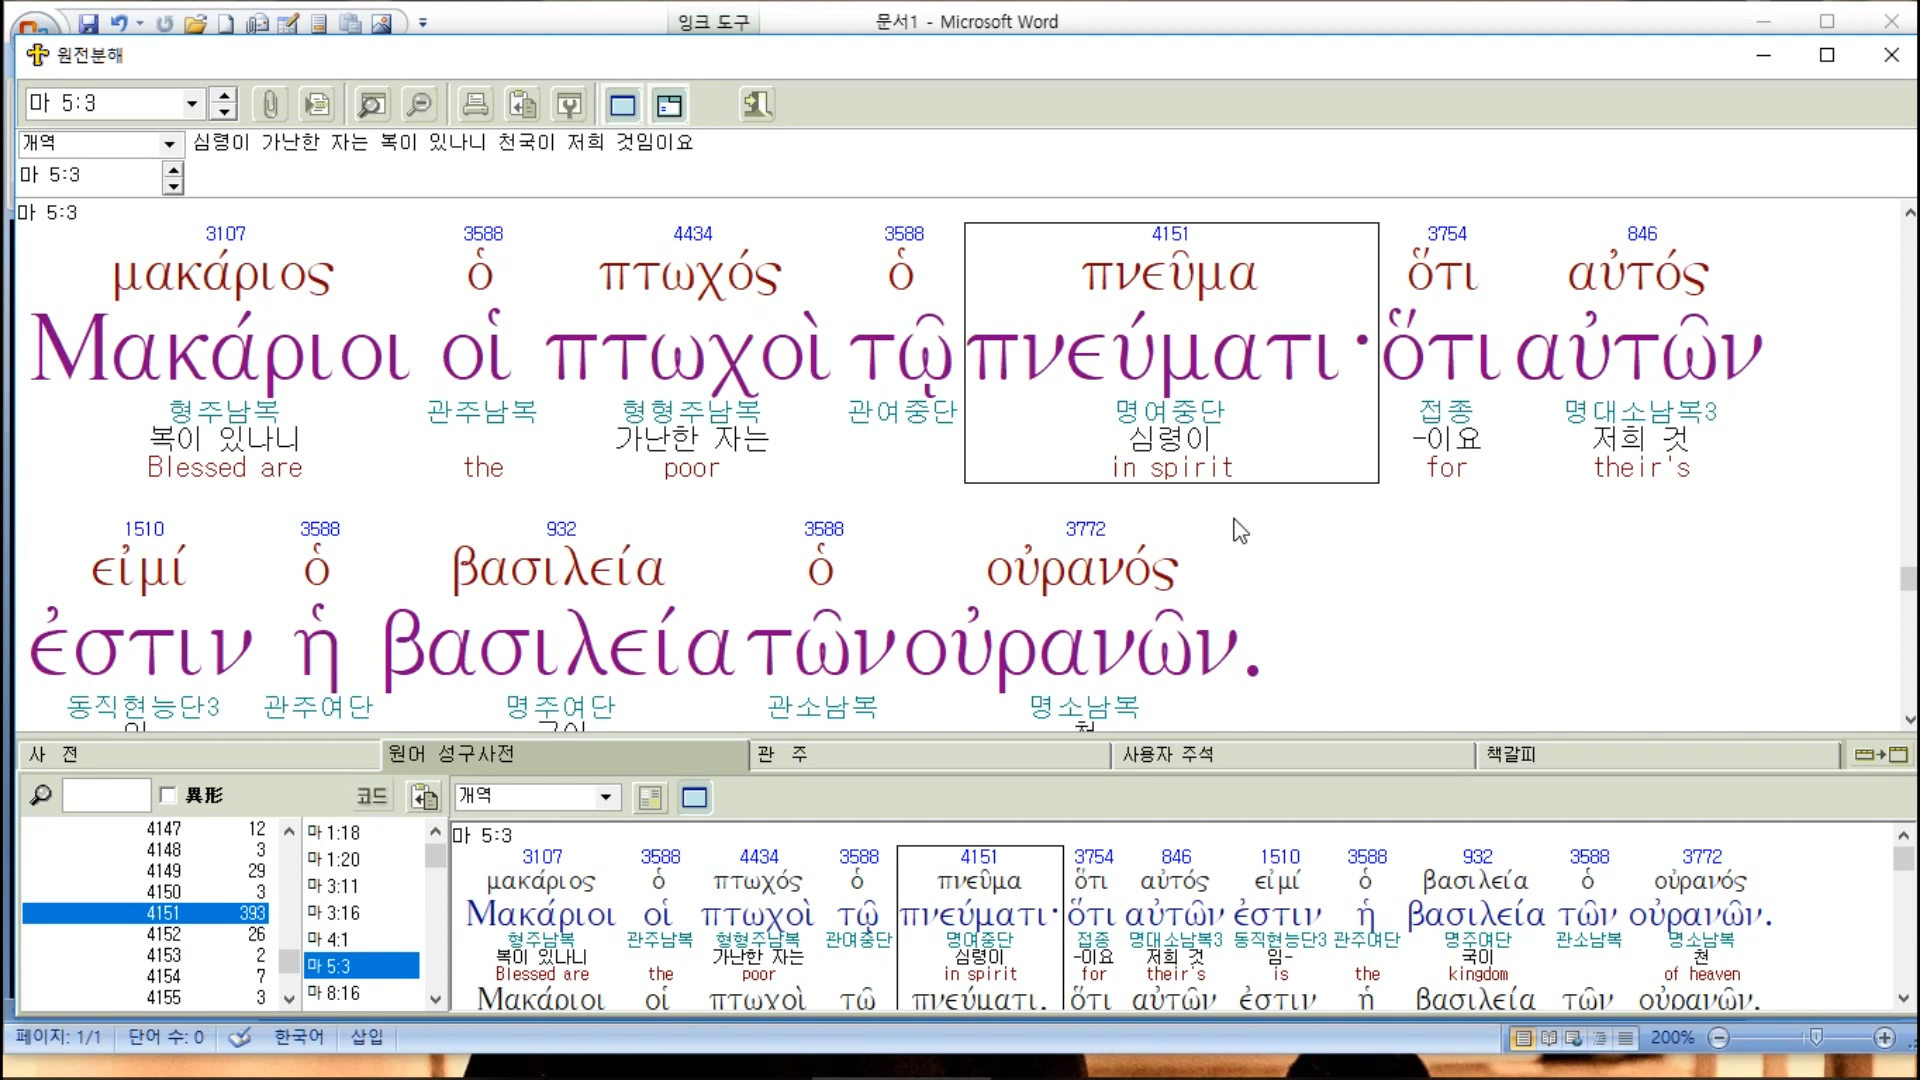 잉크 도구
문서1 - Microsoft Word
원전분해
마 5:3
개역 심령이 가난한 자는 복이 있나니 천국이 저희 것임이요
마 5:3
마 5:3
3107 3588 4434 3588 4151 3754 846
μακάριος ὁ πτωχός ὁ πνεῦμα ὅτι αὐτός
Μακάριοι οἱ πτωχοὶ τῷ πνεύματι· ὅτι αὐτῶν
형주남복 관주남복 형형주남복 관여중단 명여중단 접종 명대소남복3
복이 있나니 가난한 자는 심령이 -이요 저희 것
Blessed are the poor in spirit for their's
1510 3588 932 3588 3772
εἰμί ὁ βασιλεία ὁ οὐρανός
ἐστιν ἡ βασιλεία τῶν οὐρανῶν.
동직현능단3 관주여단 명주여단 관소남복 명소남복
사 전
원어 성구사전
관 주
사용자 주석
책갈피
異形 코드 개역
4147 12
4148 3
4149 29
4150 3
4151 393
4152 26
4153 2
4154 7
4155 3
마 1:18
마 1:20
마 3:11
마 3:16
마 4:1
마 5:3
마 8:16
마 5:3
3107 3588 4434 3588 4151 3754 846 1510 3588 932 3588 3772
μακάριος ὁ πτωχός ὁ πνεῦμα ὅτι αὐτός εἰμί ὁ βασιλεία ὁ οὐρανός
Μακάριοι οἱ πτωχοὶ τῷ πνεύματι· ὅτι αὐτῶν ἐστιν ἡ βασιλεία τῶν οὐρανῶν.
형주남복 관주남복 형형주남복 관여중단 명여중단 접종 명대소남복3 동직현능단3 관주여단 명주여단 관소남복 명소남복
복이 있나니 가난한 자는 심령이 -이요 저희 것 임- 국이 천
Blessed are the poor in spirit for their's is the kingdom of heaven
Μακάριοι οἱ πτωχοὶ τῶ πνεύματι. ὅτι αὐτῶν ἐστιν ἡ βασιλεία τῶν οὐρανῶν.
페이지: 1/1 단어 수: 0 한국어 삽입 200%